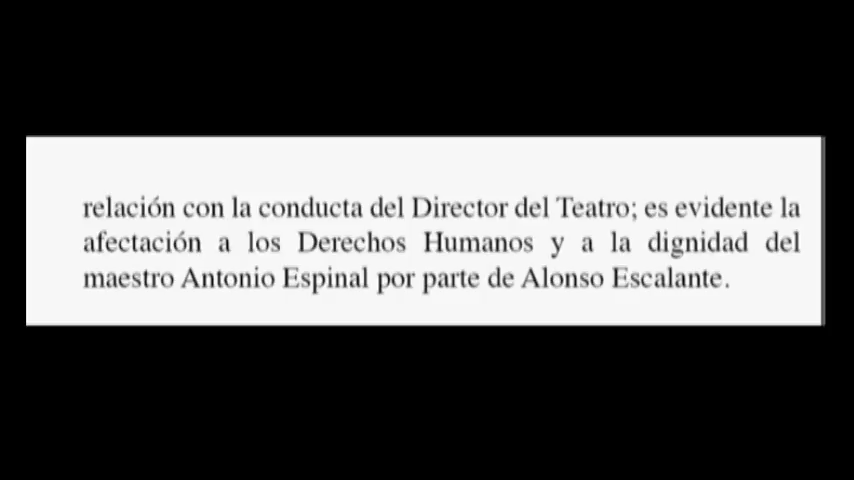 relación con la conducta del Director del Teatro; es evidente la
afectación a los Derechos Humanos y a la dignidad del
maestro Antonio Espinal por parte de Alonso Escalante.